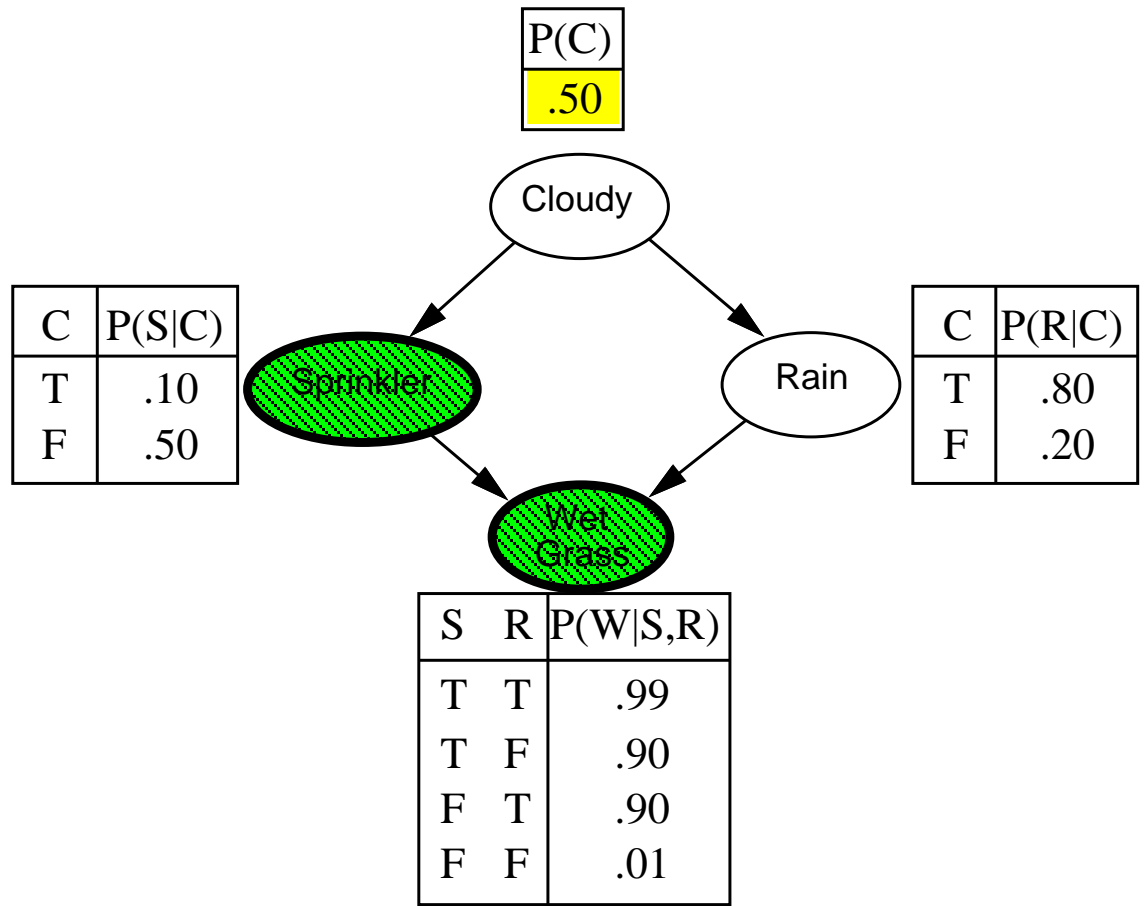 P(C)
.50
Cloudy
C P(S|C)
T .10
F .50
Sprinkler
Rain
C P(R|C)
T .80
F .20
Wet
Grass
S R P(W|S,R)
T T .99
T F .90
F T .90
F F .01